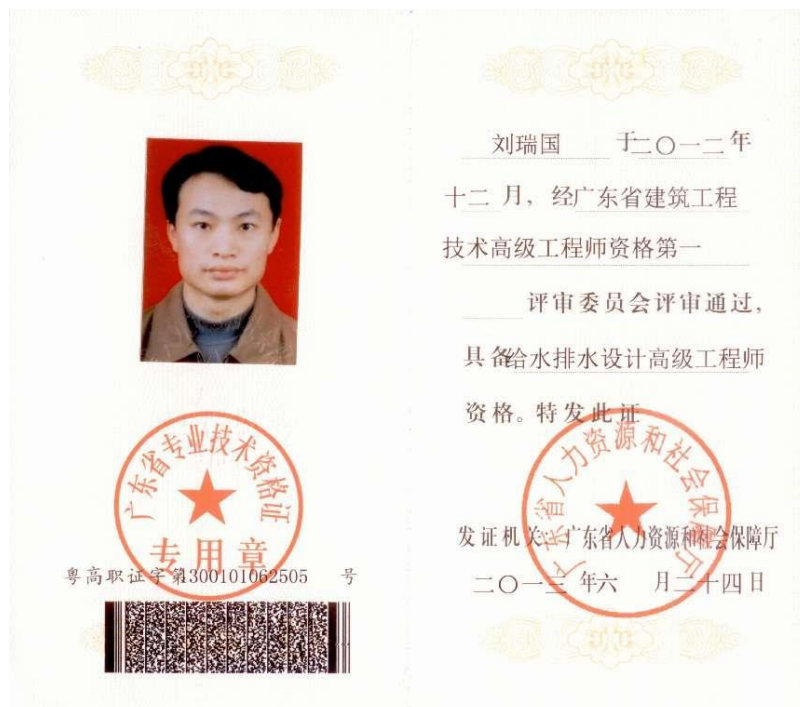 广东省专业技术资格证
专用章
粤高职证字第1300101062505 号
刘瑞国 于二〇一二年
十二月，经广东省建筑工程
技术高级工程师资格第一
评审委员会评审通过，
具备给水排水设计高级工程师
资格。特发此证
广东省人力资源和社会保障厅
发证机关：广东省人力资源和社会保障厅
二〇一三年六 月二十四日